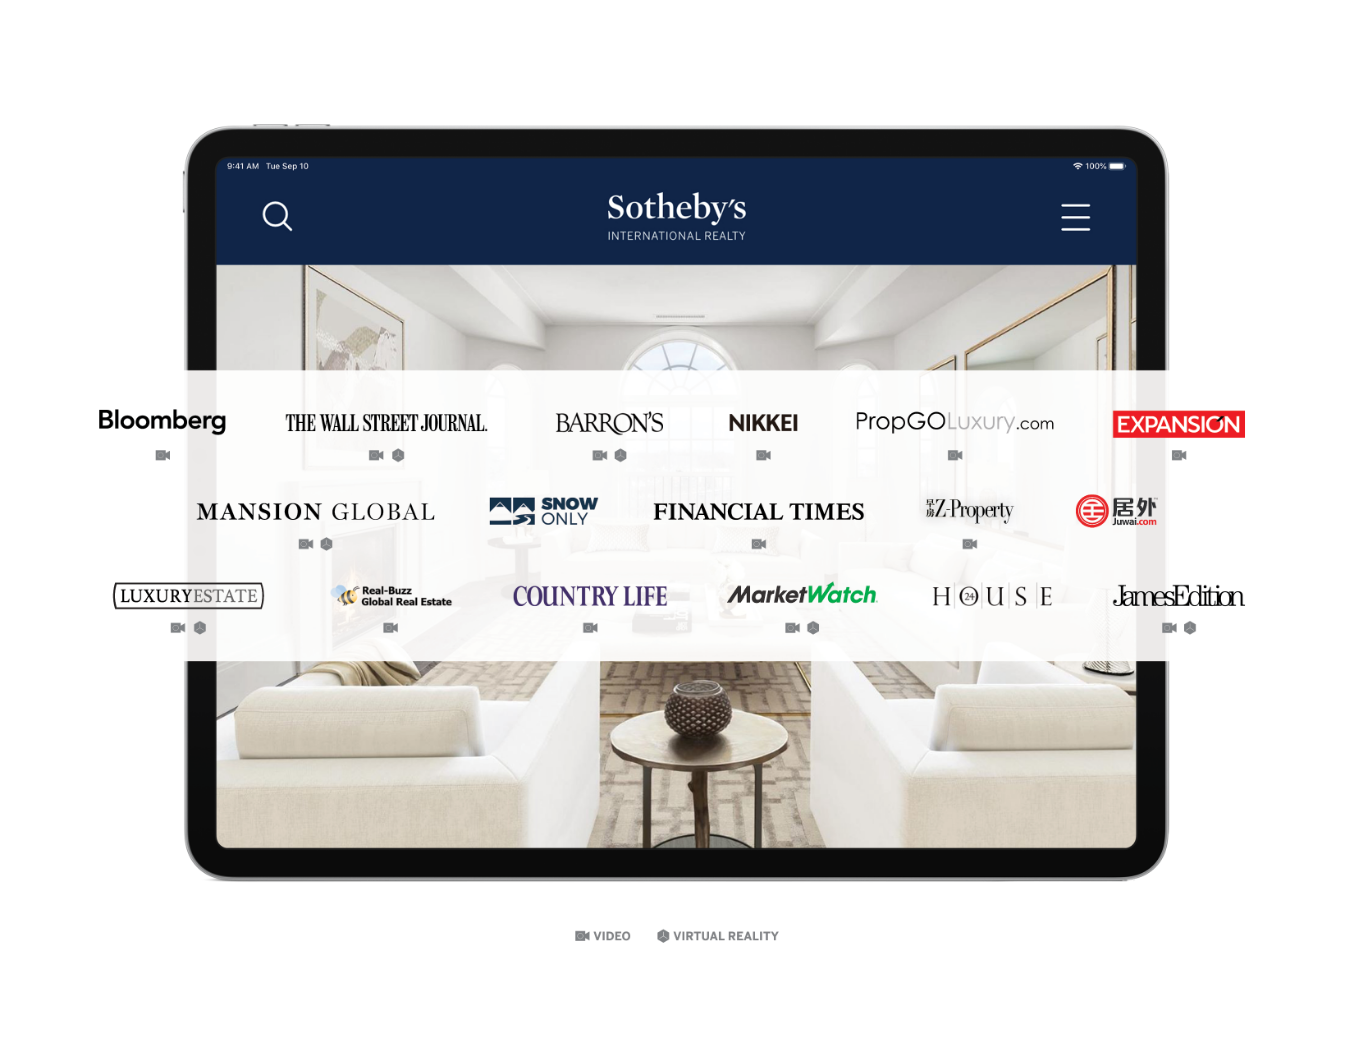 9:41 AM Tue Sep 10
100%
Sotheby's
INTERNATIONAL REALTY
Bloomberg
THE WALL STREET JOURNAL.
BARRON'S
NIKKEI
PropGOLuxury.com
EXPANSIÓN
MANSION GLOBAL
SNOW
ONLY
FINANCIAL TIMES
Z-Property
居外
Juwai.com
LUXURYESTATE
Real-Buzz
Global Real Estate
COUNTRY LIFE
MarketWatch
HOUSE
24
JamesEdition
VIDEO
VIRTUAL REALITY